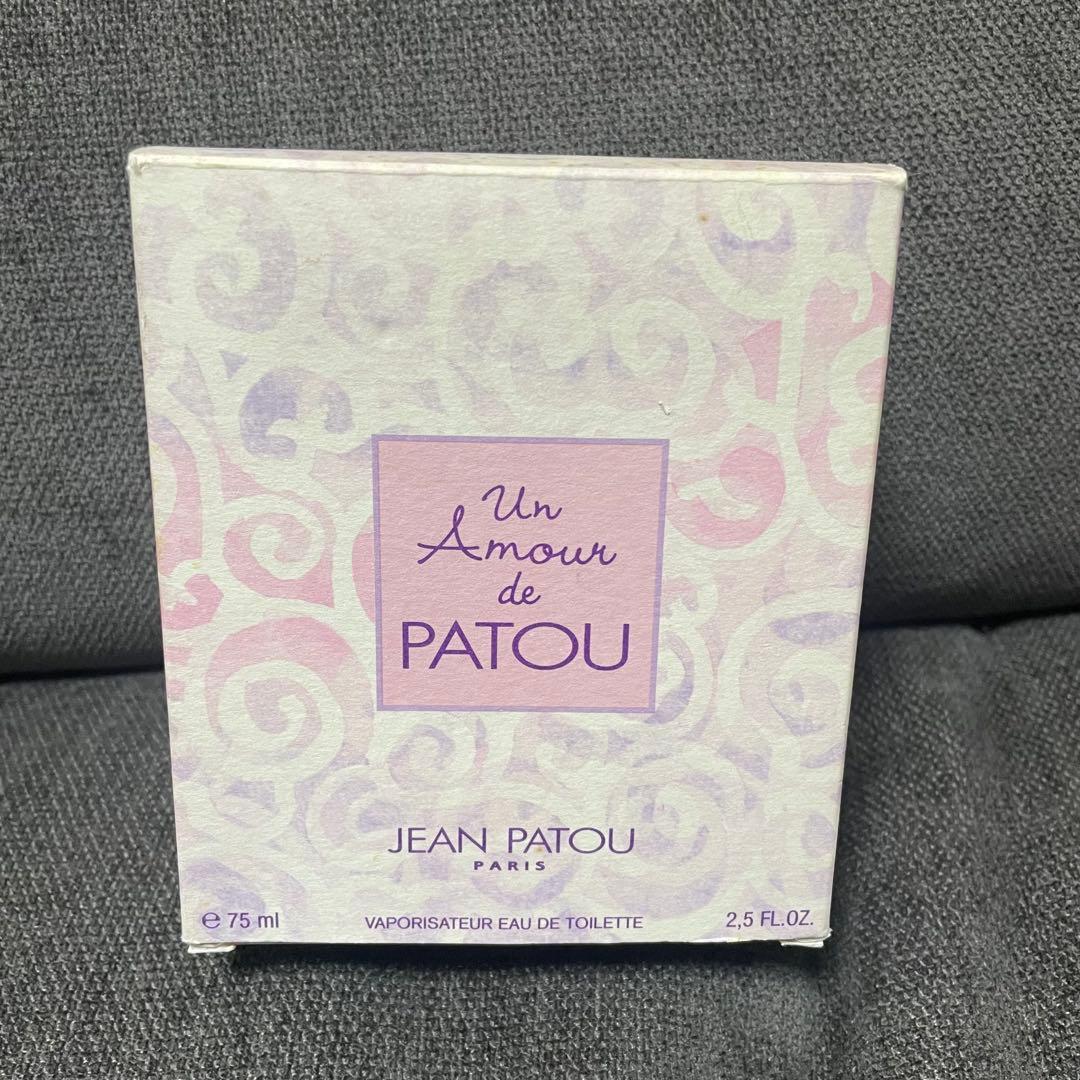 Un
Amour
de
PATOU
JEAN PATOU
PARIS
℮ 75 ml VAPORISATEUR EAU DE TOILETTE 2,5 FL.OZ.